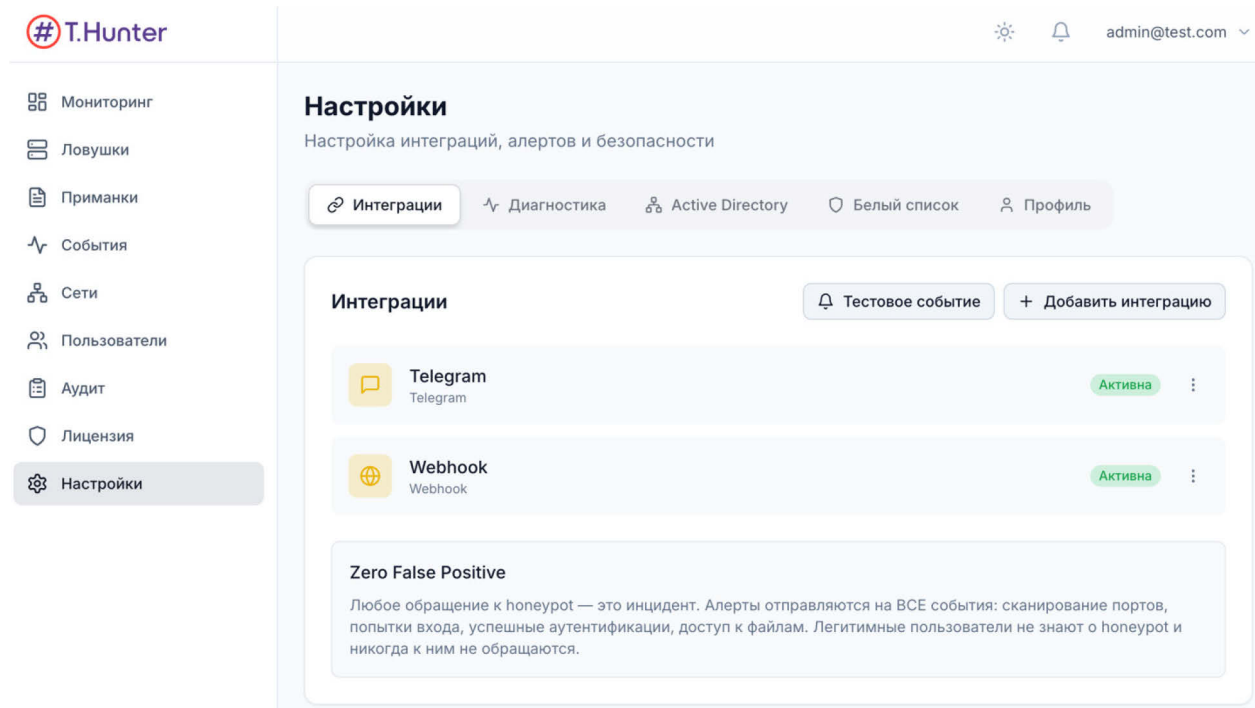 # T.Hunter
admin@test.com
Мониторинг
Ловушки
Приманки
События
Сети
Пользователи
Аудит
Лицензия
Настройки
Настройки
Настройка интеграций, алертов и безопасности
Интеграции
Диагностика
Active Directory
Белый список
Профиль
Интеграции
Тестовое событие
+ Добавить интеграцию
Telegram
Telegram
Активна
Webhook
Webhook
Активна
Zero False Positive
Любое обращение к honeypot — это инцидент. Алерты отправляются на ВСЕ события: сканирование портов,
попытки входа, успешные аутентификации, доступ к файлам. Легитимные пользователи не знают о honeypot и
никогда к ним не обращаются.